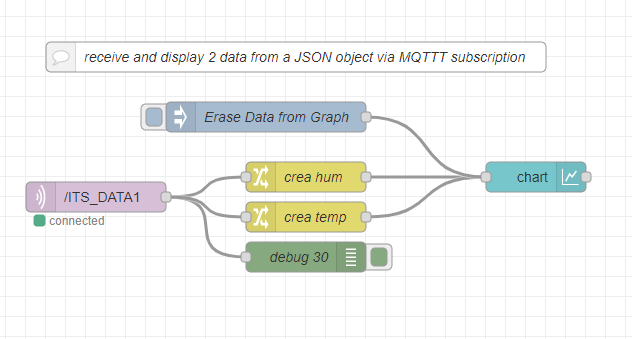 receive and display 2 data from a JSON object via MQTTT subscription
Erase Data from Graph
crea hum
chart
/ITS_DATA1
connected
crea temp
debug 30